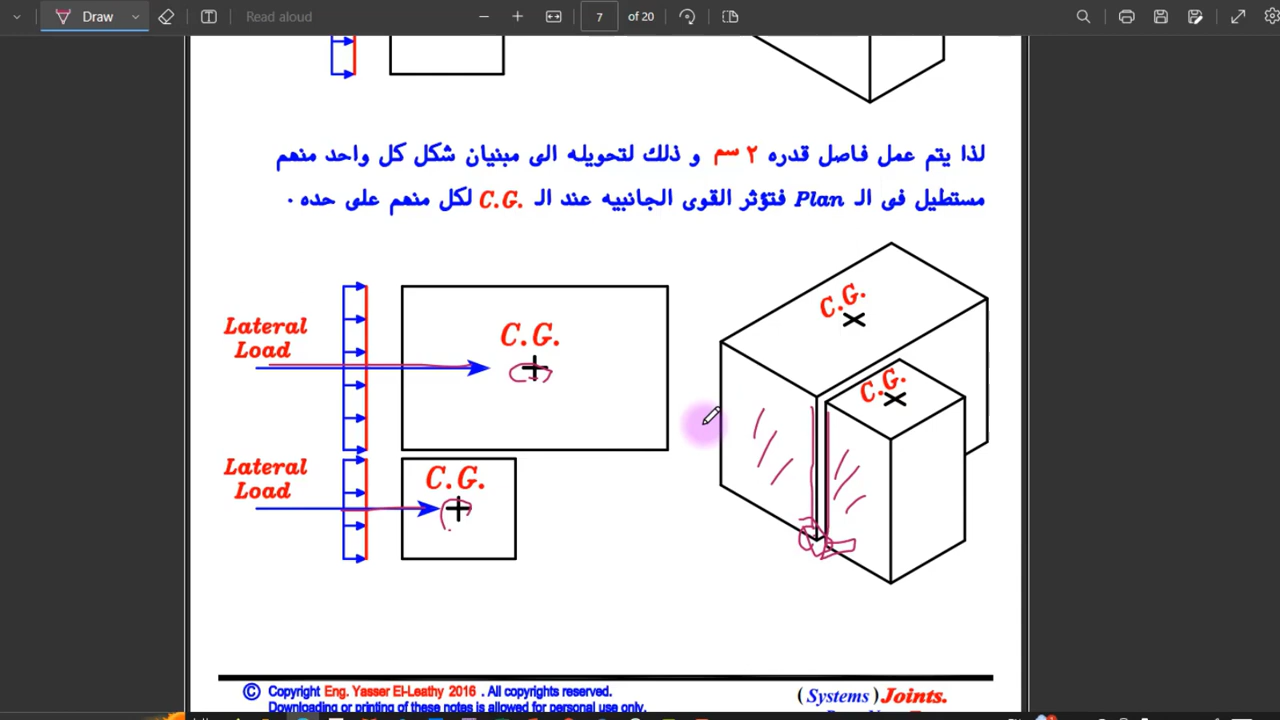 Draw
Read aloud
7 of 20
لذا يتم عمل فاصل قدره ٢ سم و ذلك لتحويله الى مبنيان شكل كل واحد منهم
مستطيل فى الـ Plan فتؤثر القوى الجانبيه عند الـ C.G. لكل منهم على حده .
Lateral
Load
C.G.
C.G.
C.G.
Lateral
Load
C.G.
© Copyright Eng. Yasser El-Leathy 2016 . All copyrights reserved.
Downloading or printing of these notes is allowed for personal use only.
(Systems) Joints.